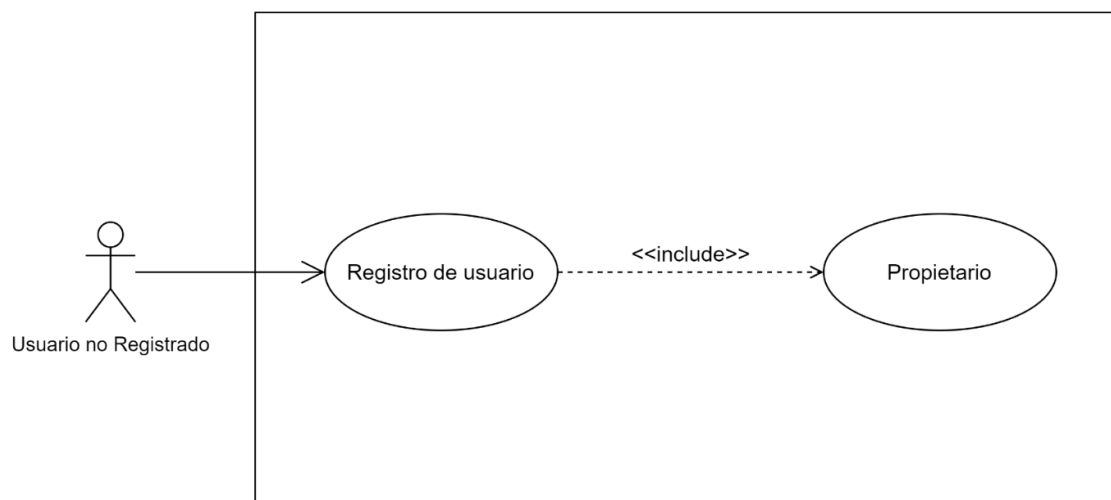 <<include>>
Registro de usuario
Propietario
Usuario no Registrado